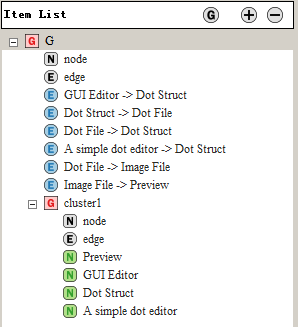 Item List G
G G
N node
E edge
E GUI Editor -> Dot Struct
E Dot Struct -> Dot File
E Dot File -> Dot Struct
E A simple dot editor -> Dot Struct
E Dot File -> Image File
E Image File -> Preview
G cluster1
N node
E edge
N Preview
N GUI Editor
N Dot Struct
N A simple dot editor